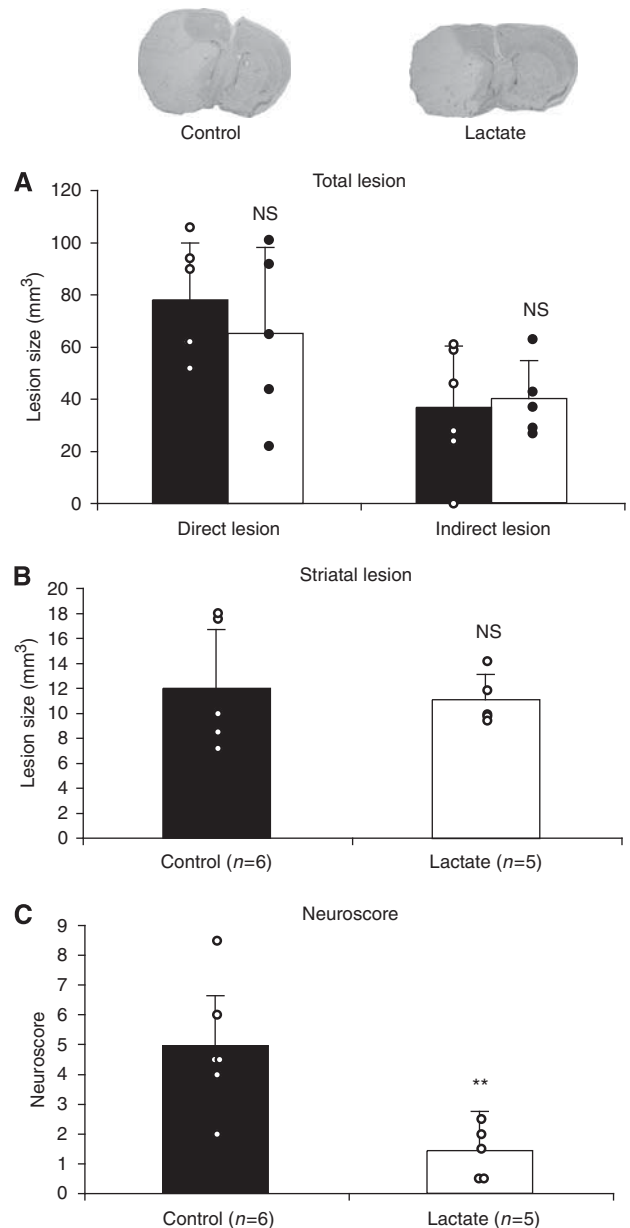 Control Lactate
A Total lesion
120
100
80
60
40
20
0
Lesion size (mm³)
NS
NS
Direct lesion Indirect lesion
B Striatal lesion
20
18
16
14
12
10
8
6
4
2
0
Lesion size (mm³)
NS
Control (n=6) Lactate (n=5)
C Neuroscore
9
8
7
6
5
4
3
2
1
0
Neuroscore
**
Control (n=6) Lactate (n=5)